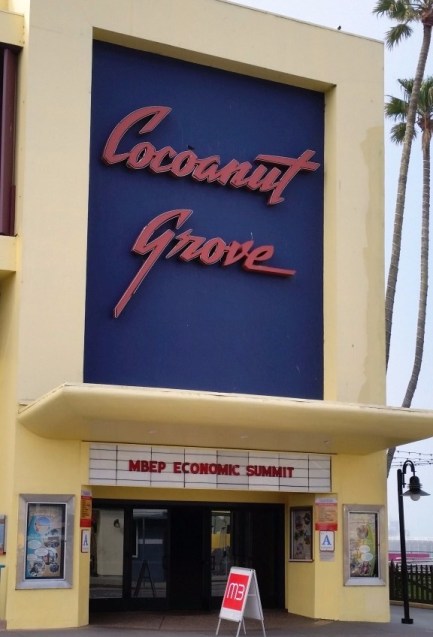 Cocoanut
Grove
MBEP ECONOMIC SUMMIT
A
A
MB